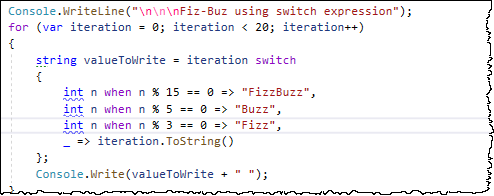 Console.WriteLine("\n\n\nFiz-Buz using switch expression");
for (var iteration = 0; iteration < 20; iteration++)
{
string valueToWrite = iteration switch
{
int n when n % 15 == 0 => "FizzBuzz",
int n when n % 5 == 0 => "Buzz",
int n when n % 3 == 0 => "Fizz",
_ => iteration.ToString()
};
Console.Write(valueToWrite + " ");
}